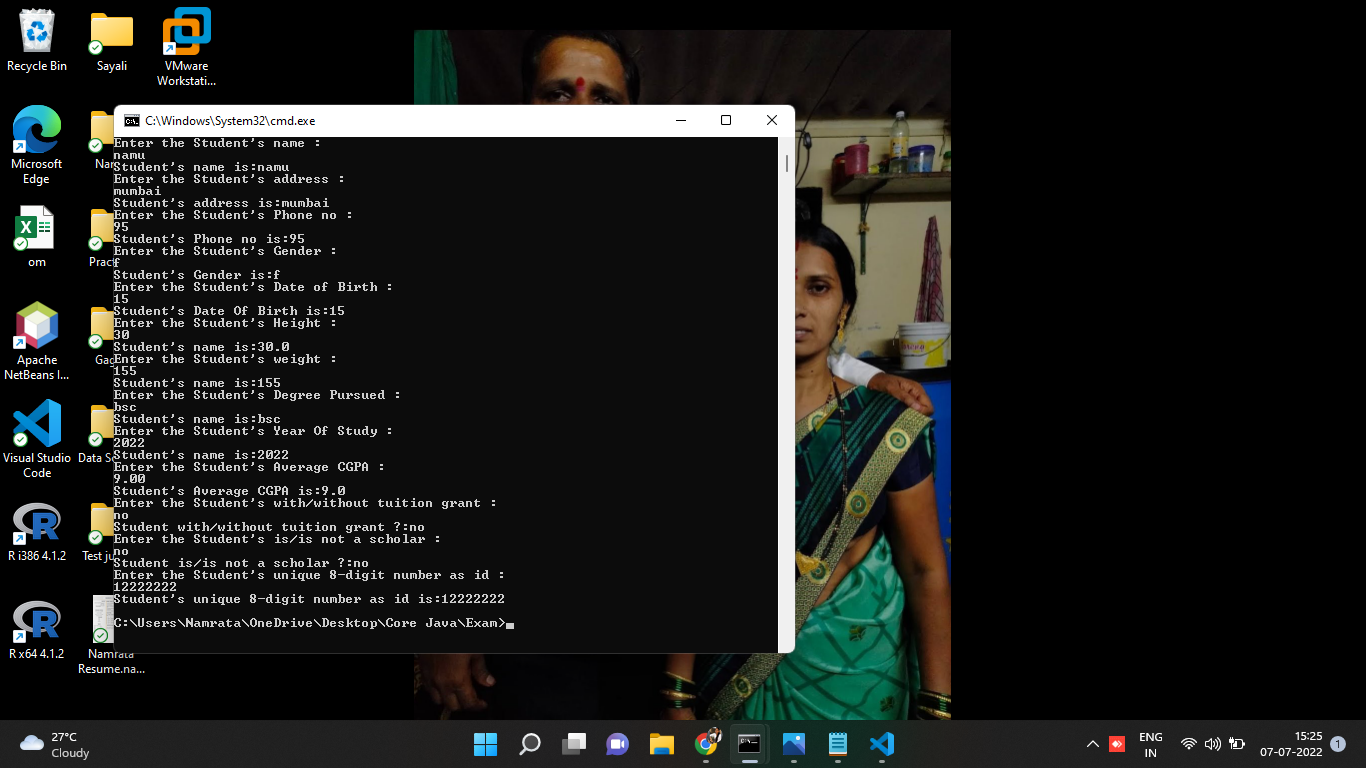 Recycle Bin
Sayali
VMware
Workstati...
Microsoft
Edge
Nar
om
Pract
Apache
NetBeans I...
Gag
Visual Studio
Code
Data Sc
R i386 4.1.2
Test ju
R x64 4.1.2
Namrata
Resume.na...
C:\Windows\System32\cmd.exe
Enter the Student's name :
namu
Student's name is:namu
Enter the Student's address :
mumbai
Student's address is:mumbai
Enter the Student's Phone no :
95
Student's Phone no is:95
Enter the Student's Gender :
f
Student's Gender is:f
Enter the Student's Date of Birth :
15
Student's Date Of Birth is:15
Enter the Student's Height :
30
Student's name is:30.0
Enter the Student's weight :
155
Student's name is:155
Enter the Student's Degree Pursued :
bsc
Student's name is:bsc
Enter the Student's Year Of Study :
2022
Student's name is:2022
Enter the Student's Average CGPA :
9.00
Student's Average CGPA is:9.0
Enter the Student's with/without tuition grant :
no
Student with/without tuition grant ?:no
Enter the Student's is/is not a scholar :
no
Student is/is not a scholar ?:no
Enter the Student's unique 8-digit number as id :
12222222
Student's unique 8-digit number as id is:12222222
C:\Users\Namrata\OneDrive\Desktop\Core Java\Exam>
27°C
Cloudy
ENG
IN
15:25
07-07-2022
1